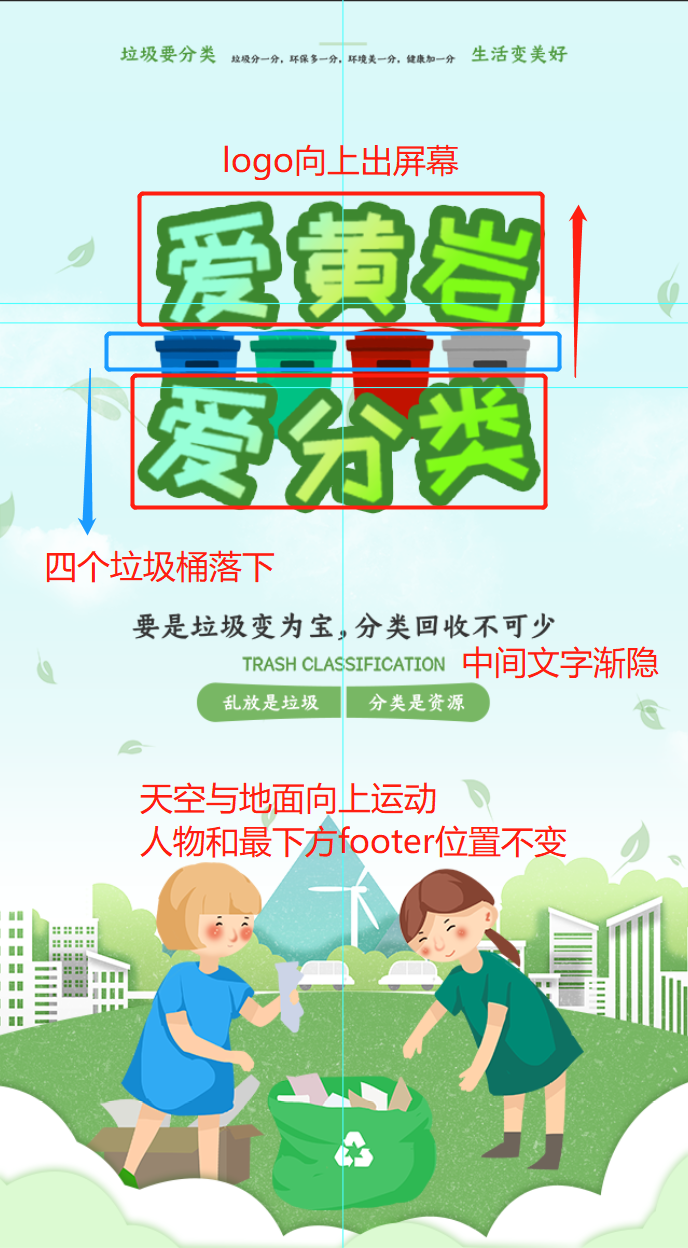 垃圾要分类 垃圾分一分，环保多一分，环境美一分，健康加一分 生活变美好
logo向上出屏幕
爱黄岩
爱分类
四个垃圾桶落下
要是垃圾变为宝，分类回收不可少
TRASH CLASSIFICATION
中间文字渐隐
乱放是垃圾 分类是资源
天空与地面向上运动
人物和最下方footer位置不变